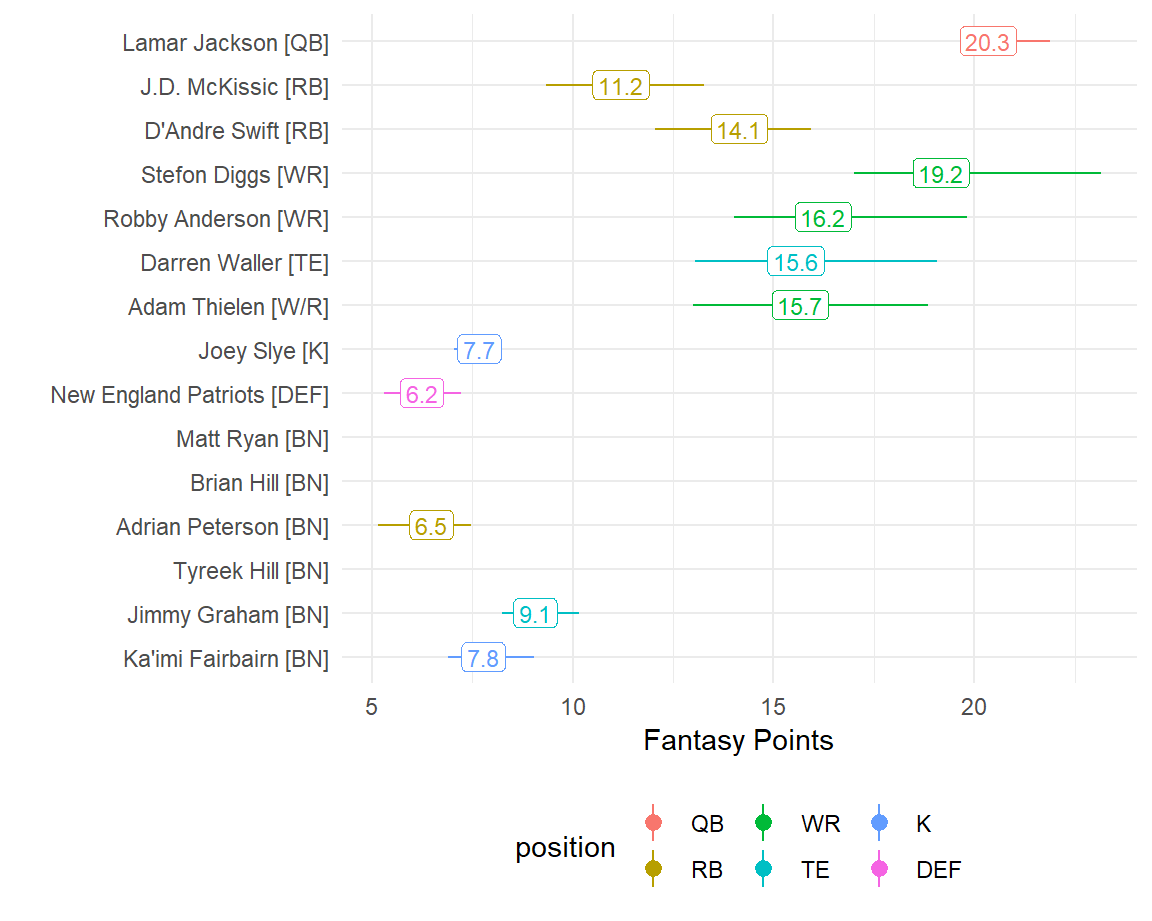 Lamar Jackson [QB] 20.3
J.D. McKissic [RB] 11.2
D'Andre Swift [RB] 14.1
Stefon Diggs [WR] 19.2
Robby Anderson [WR] 16.2
Darren Waller [TE] 15.6
Adam Thielen [W/R] 15.7
Joey Slye [K] 7.7
New England Patriots [DEF] 6.2
Matt Ryan [BN]
Brian Hill [BN]
Adrian Peterson [BN] 6.5
Tyreek Hill [BN]
Jimmy Graham [BN] 9.1
Ka'imi Fairbairn [BN] 7.8
5 10 15 20
Fantasy Points
position
QB WR K
RB TE DEF